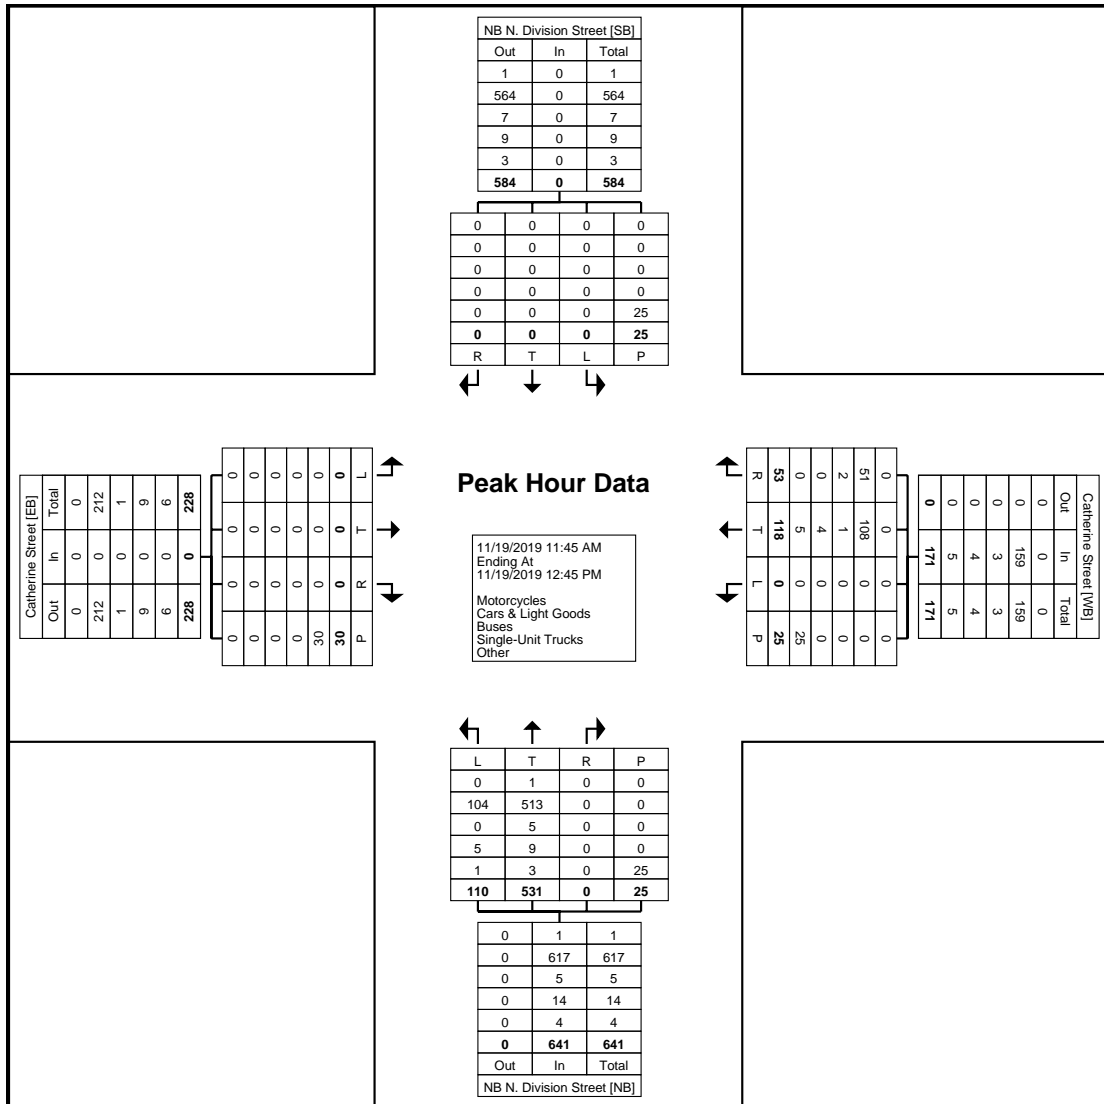 NB N. Division Street [SB]
Out In Total
1 0 1
564 0 564
7 0 7
9 0 9
3 0 3
584 0 584
0 0 0 0
0 0 0 0
0 0 0 0
0 0 0 0
0 0 0 25
0 0 0 25
R T L P
Catherine Street [EB]
Total 0 212 1 9 6 228
In 0 0 0 0 0 0
Out 0 212 1 9 6 228
0 0 0 0 0 0 L
0 0 0 0 0 0 T
0 0 0 0 0 0 R
0 0 0 0 30 30 P
Peak Hour Data
11/19/2019 11:45 AM
Ending At
11/19/2019 12:45 PM
Motorcycles
Cars & Light Goods
Buses
Single-Unit Trucks
Other
R 53 0 0 2 51 0
T 118 5 4 1 108 0
L 0 0 0 0 0 0
P 25 25 0 0 0 0
Catherine Street [WB]
0 0 0 0 0 0 Out
171 5 4 3 159 0 In
171 5 4 3 159 0 Total
L T R P
0 1 0 0
104 513 0 0
0 5 0 0
5 9 0 0
1 3 0 25
110 531 0 25
0 1 1
0 617 617
0 5 5
0 14 14
0 4 4
0 641 641
Out In Total
NB N. Division Street [NB]